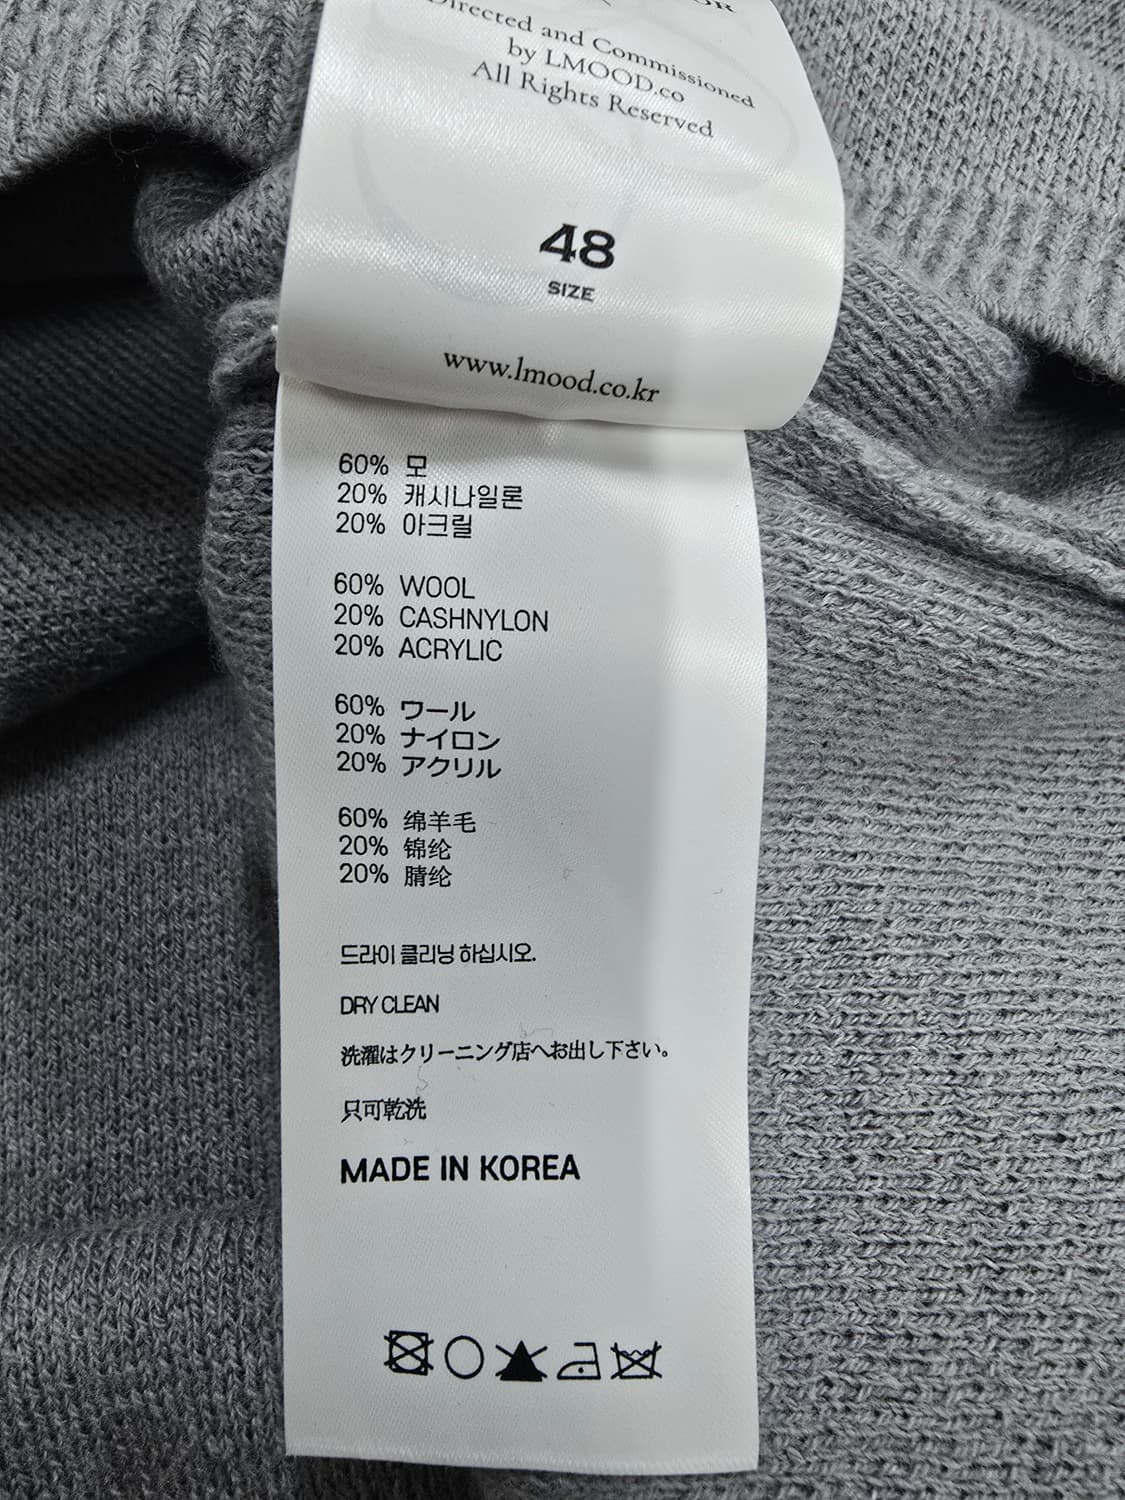 Directed and Commissioned
by LMOOD.co
All Rights Reserved
48
SIZE
www.lmood.co.kr
60% 모
20% 캐시나일론
20% 아크릴
60% WOOL
20% CASHNYLON
20% ACRYLIC
60% ウール
20% ナイロン
20% アクリル
60% 绵羊毛
20% 锦纶
20% 腈纶
드라이 클리닝 하십시오.
DRY CLEAN
洗濯はクリーニング店へお出し下さい。
只可乾洗
MADE IN KOREA